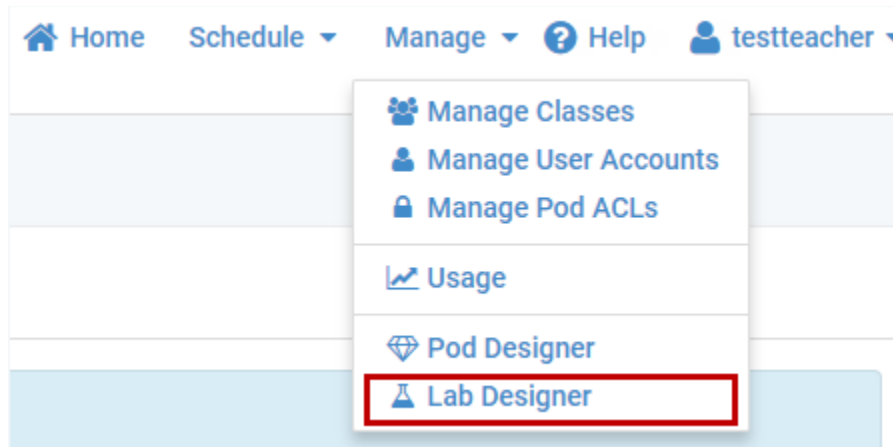 Home Schedule Manage Help testteacher
Manage Classes
Manage User Accounts
Manage Pod ACLs
Usage
Pod Designer
Lab Designer